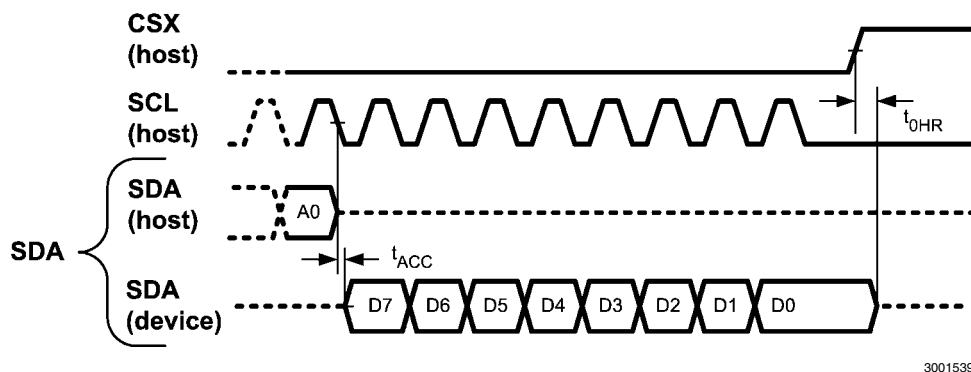 CSX
(host)
SCL
(host)
t0HR
SDA
(host)
A0
SDA
tACC
SDA
(device)
D7 D6 D5 D4 D3 D2 D1 D0
3001539